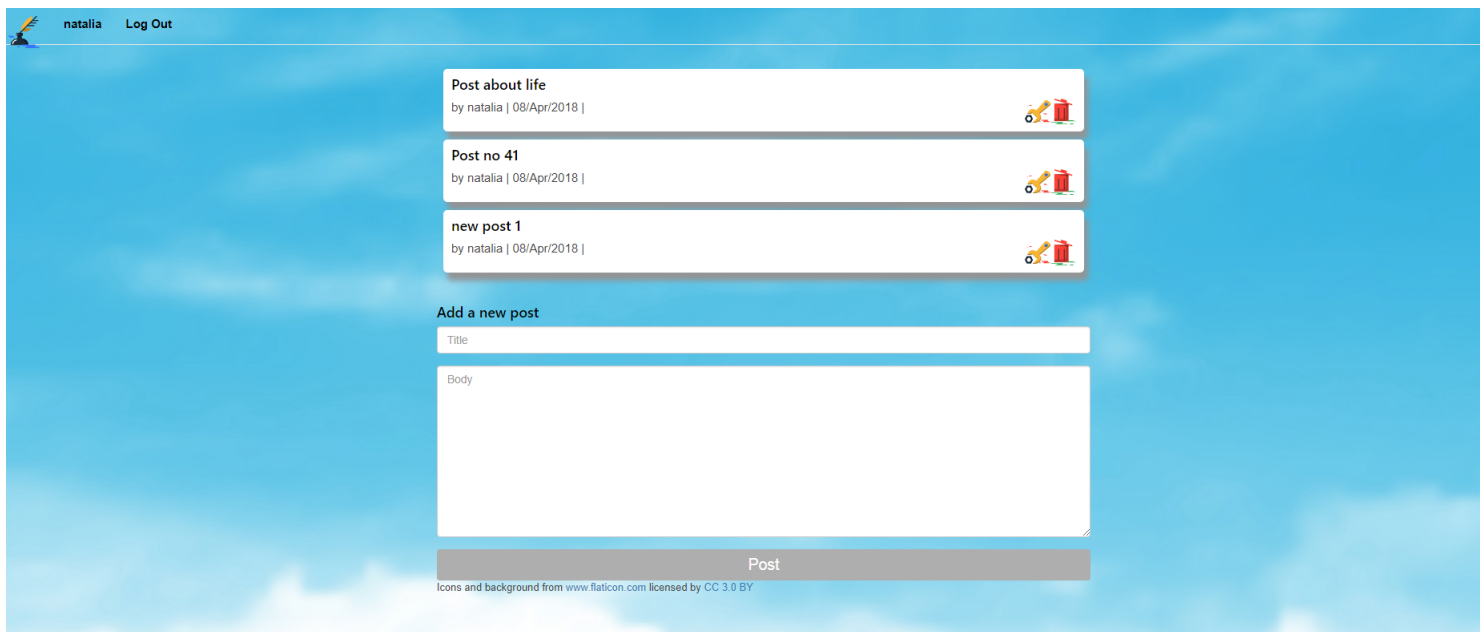 natalia Log Out
Post about life
by natalia | 08/Apr/2018 |
Post no 41
by natalia | 08/Apr/2018 |
new post 1
by natalia | 08/Apr/2018 |
Add a new post
Title
Body
Post
Icons and background from www.flaticon.com licensed by CC 3.0 BY